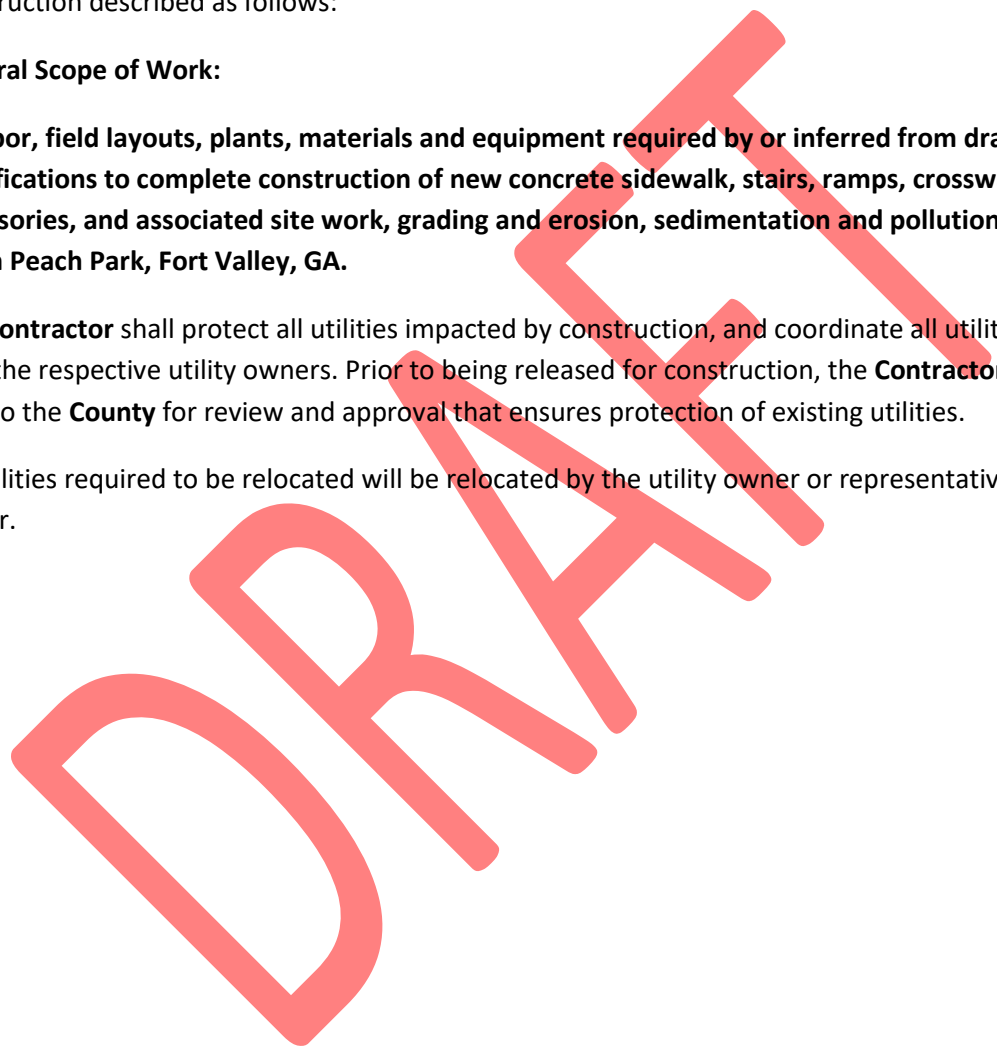 ruction described as follows:
ral Scope of Work:
oor, field layouts, plants, materials and equipment required by or inferred from dra
fications to complete construction of new concrete sidewalk, stairs, ramps, crossw
sories, and associated site work, grading and erosion, sedimentation and pollution
n Peach Park, Fort Valley, GA.
ontractor shall protect all utilities impacted by construction, and coordinate all utilit
the respective utility owners. Prior to being released for construction, the Contractor
o the County for review and approval that ensures protection of existing utilities.
lities required to be relocated will be relocated by the utility owner or representativ
r.
DRAFT